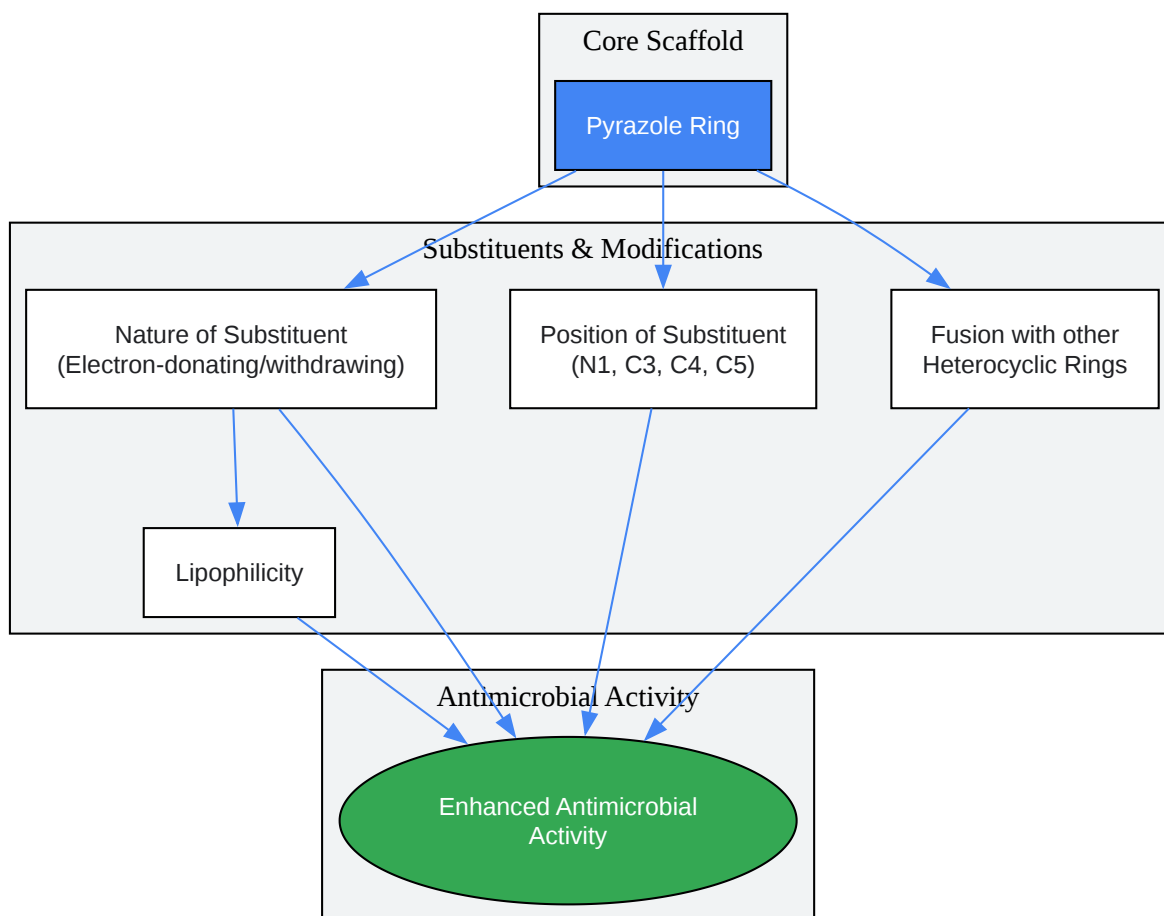 Core Scaffold
Pyrazole Ring
Substituents & Modifications
Nature of Substituent
(Electron-donating/withdrawing)
Position of Substituent
(N1, C3, C4, C5)
Fusion with other
Heterocyclic Rings
Lipophilicity
Antimicrobial Activity
Enhanced Antimicrobial
Activity